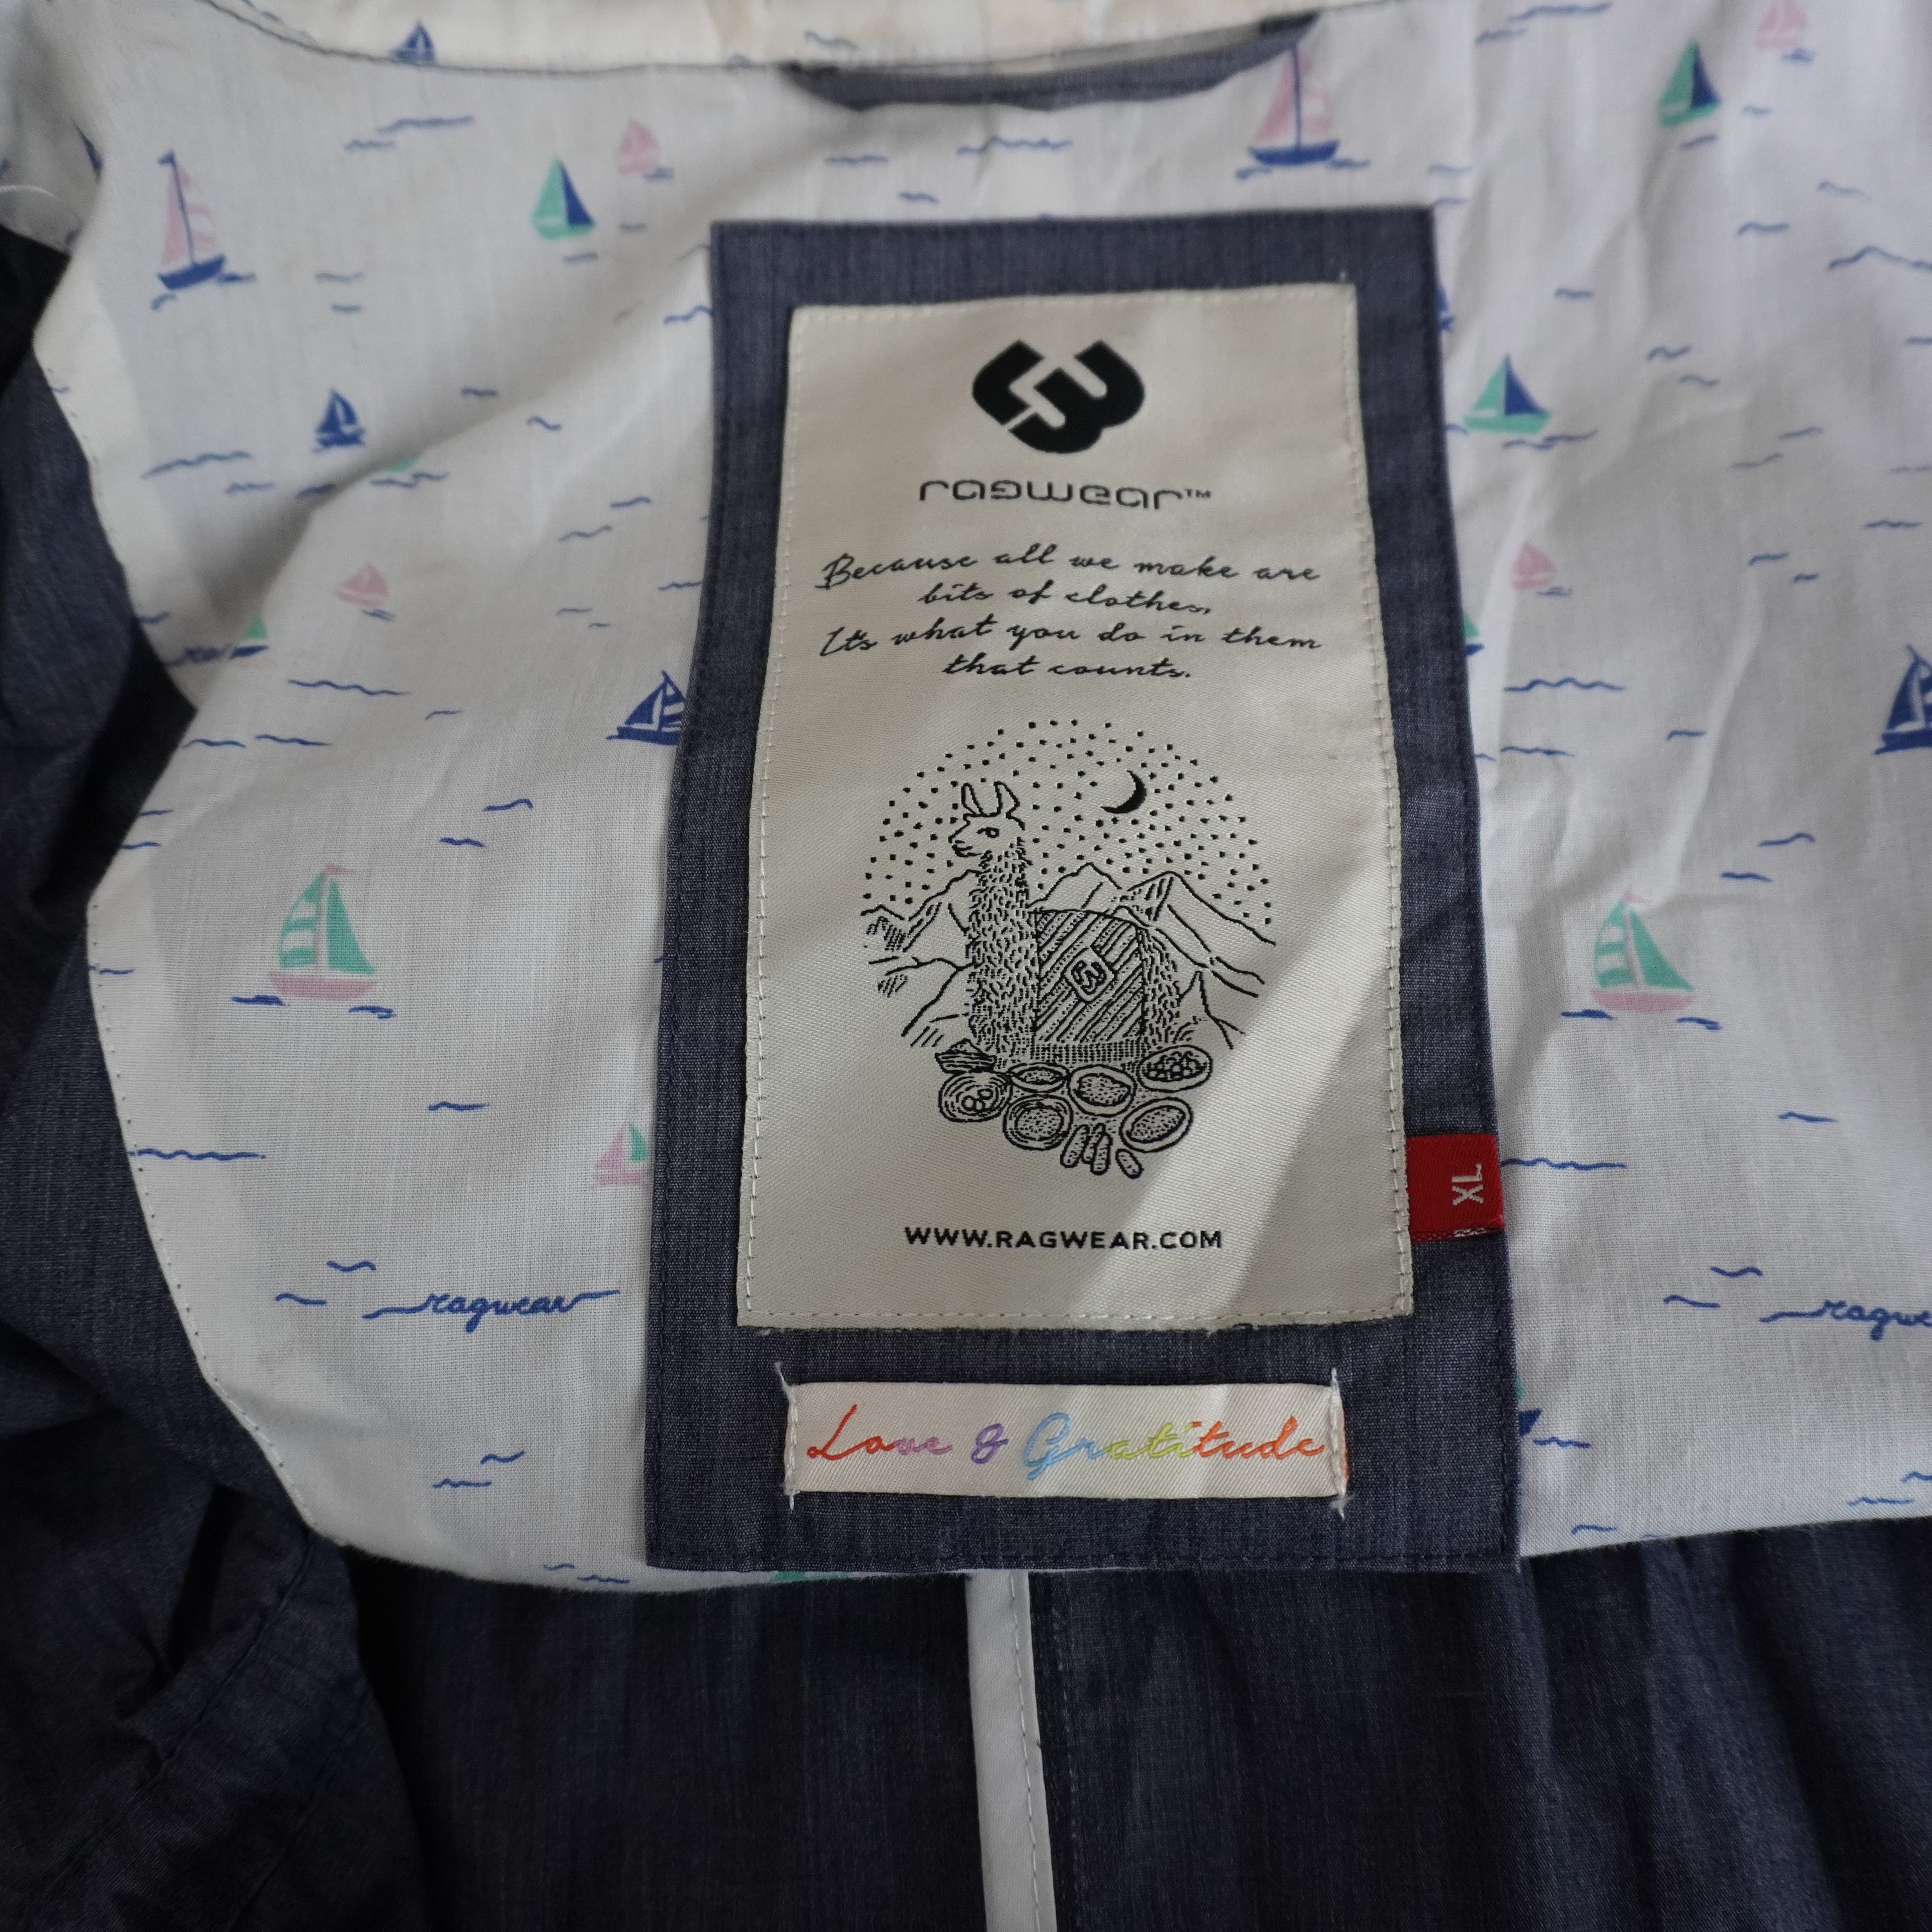 ragwear™
Because all we make are
bits of clothes,
It's what you do in them
that counts.
WWW.RAGWEAR.COM
XL
ragwear
Love & Gratitude